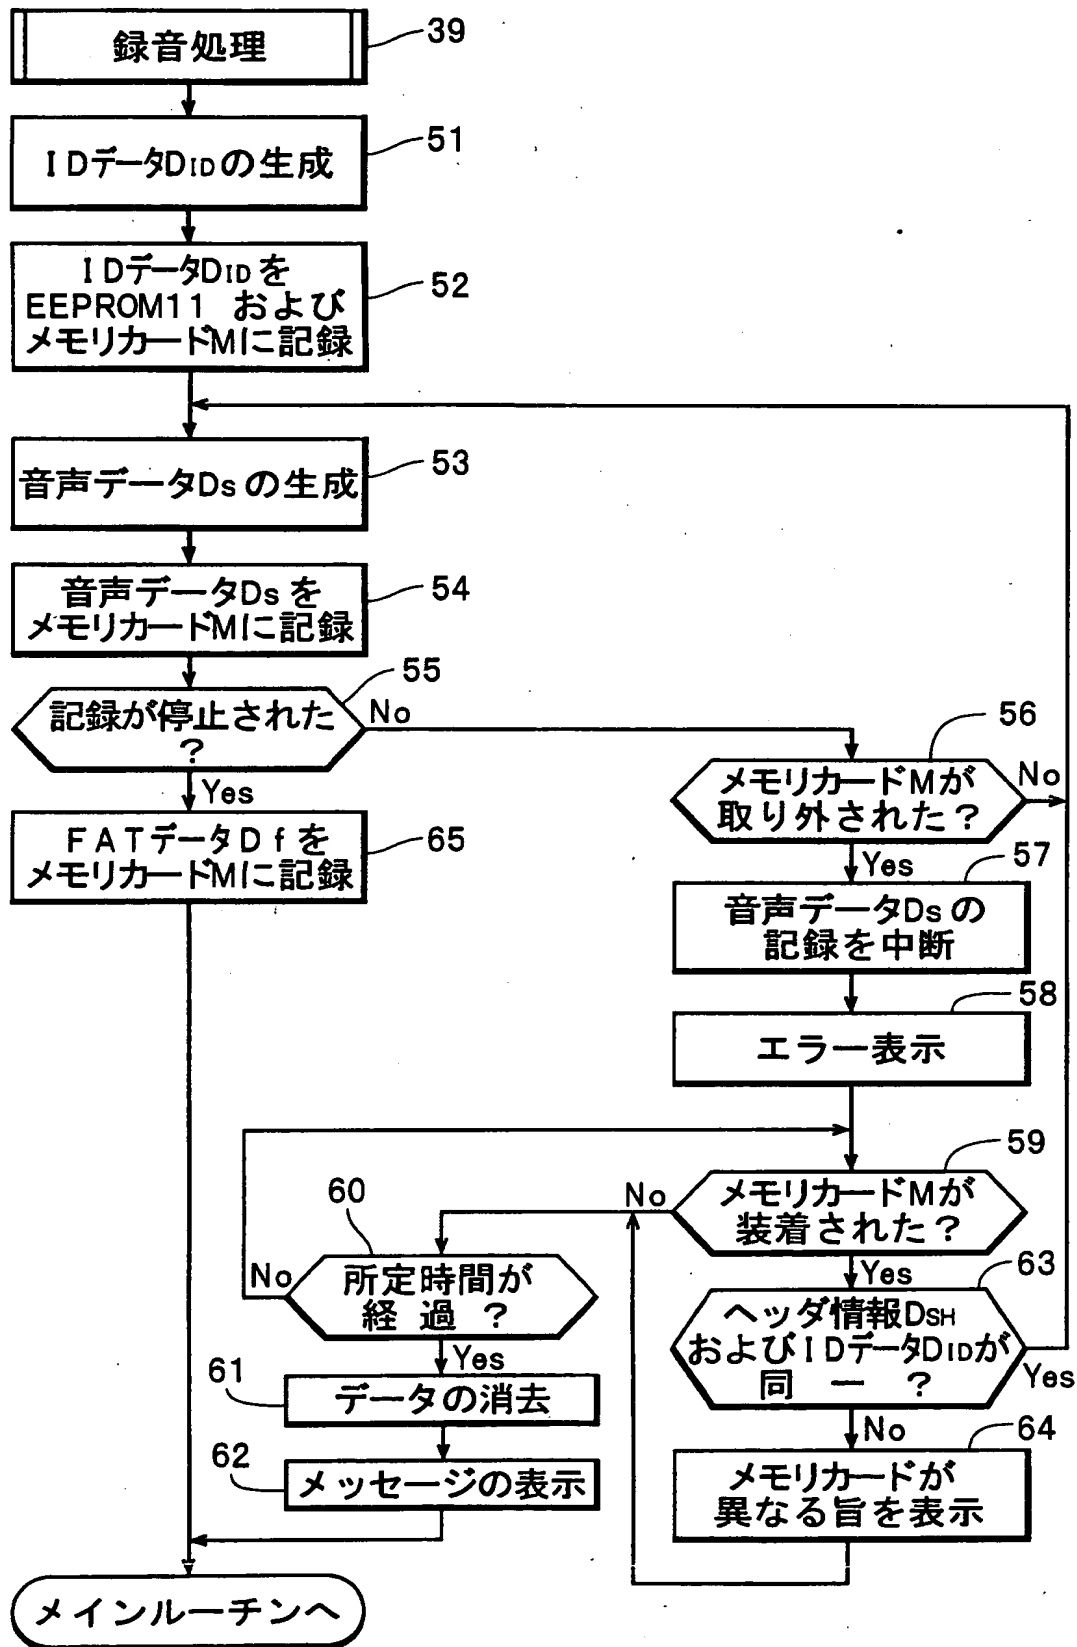 録音処理
39
IDデータDIDの生成
51
IDデータDIDを
EEPROM11 および
メモリカードMに記録
52
音声データDsの生成
53
音声データDsを
メモリカードMに記録
54
記録が停止された
?
55
No
Yes
メモリカードMが
取り外された?
56
No
Yes
FATデータDfを
メモリカードMに記録
65
音声データDsの
記録を中断
57
エラー表示
58
メモリカードMが
装着された?
59
No
Yes
所定時間が
経過?
60
No
Yes
ヘッダ情報DSH
およびIDデータDIDが
同一?
63
Yes
No
データの消去
61
メッセージの表示
62
メモリカードが
異なる旨を表示
64
メインルーチンへ